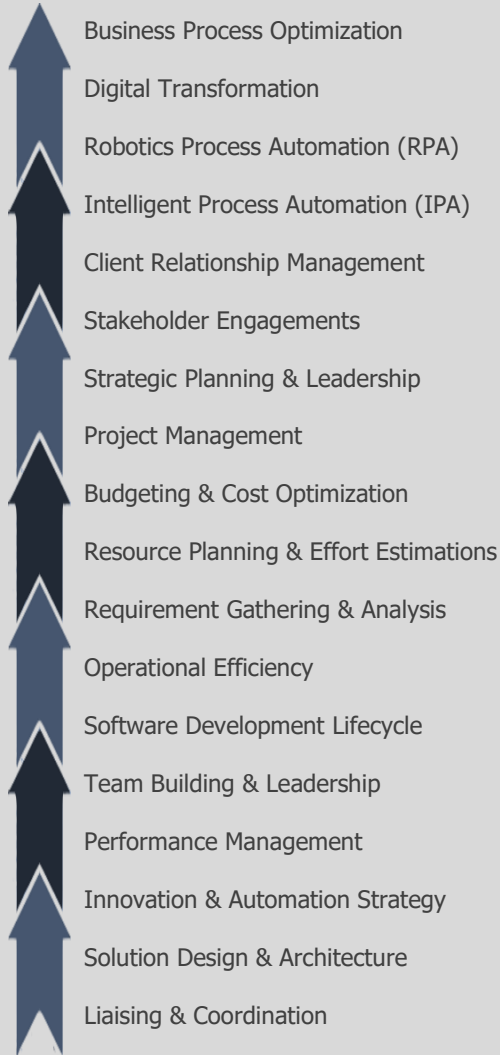 Business Process Optimization
Digital Transformation
Robotics Process Automation (RPA)
Intelligent Process Automation (IPA)
Client Relationship Management
Stakeholder Engagements
Strategic Planning & Leadership
Project Management
Budgeting & Cost Optimization
Resource Planning & Effort Estimations
Requirement Gathering & Analysis
Operational Efficiency
Software Development Lifecycle
Team Building & Leadership
Performance Management
Innovation & Automation Strategy
Solution Design & Architecture
Liaising & Coordination